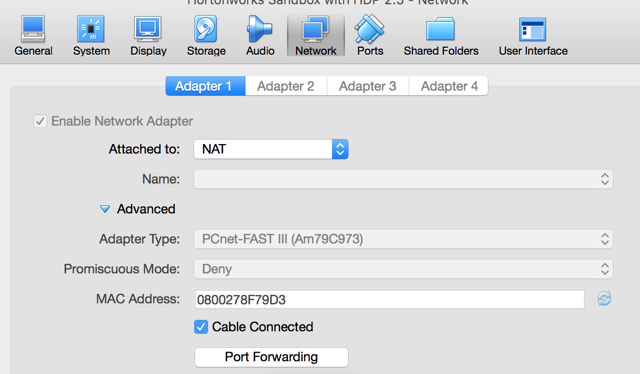 Hortonworks Sandbox with HDP 2.3 - Network
General System Display Storage Audio Network Ports Shared Folders User Interface
Adapter 1 Adapter 2 Adapter 3 Adapter 4
Enable Network Adapter
Attached to: NAT
Name:
Advanced
Adapter Type: PCnet-FAST III (Am79C973)
Promiscuous Mode: Deny
MAC Address: 0800278F79D3
Cable Connected
Port Forwarding